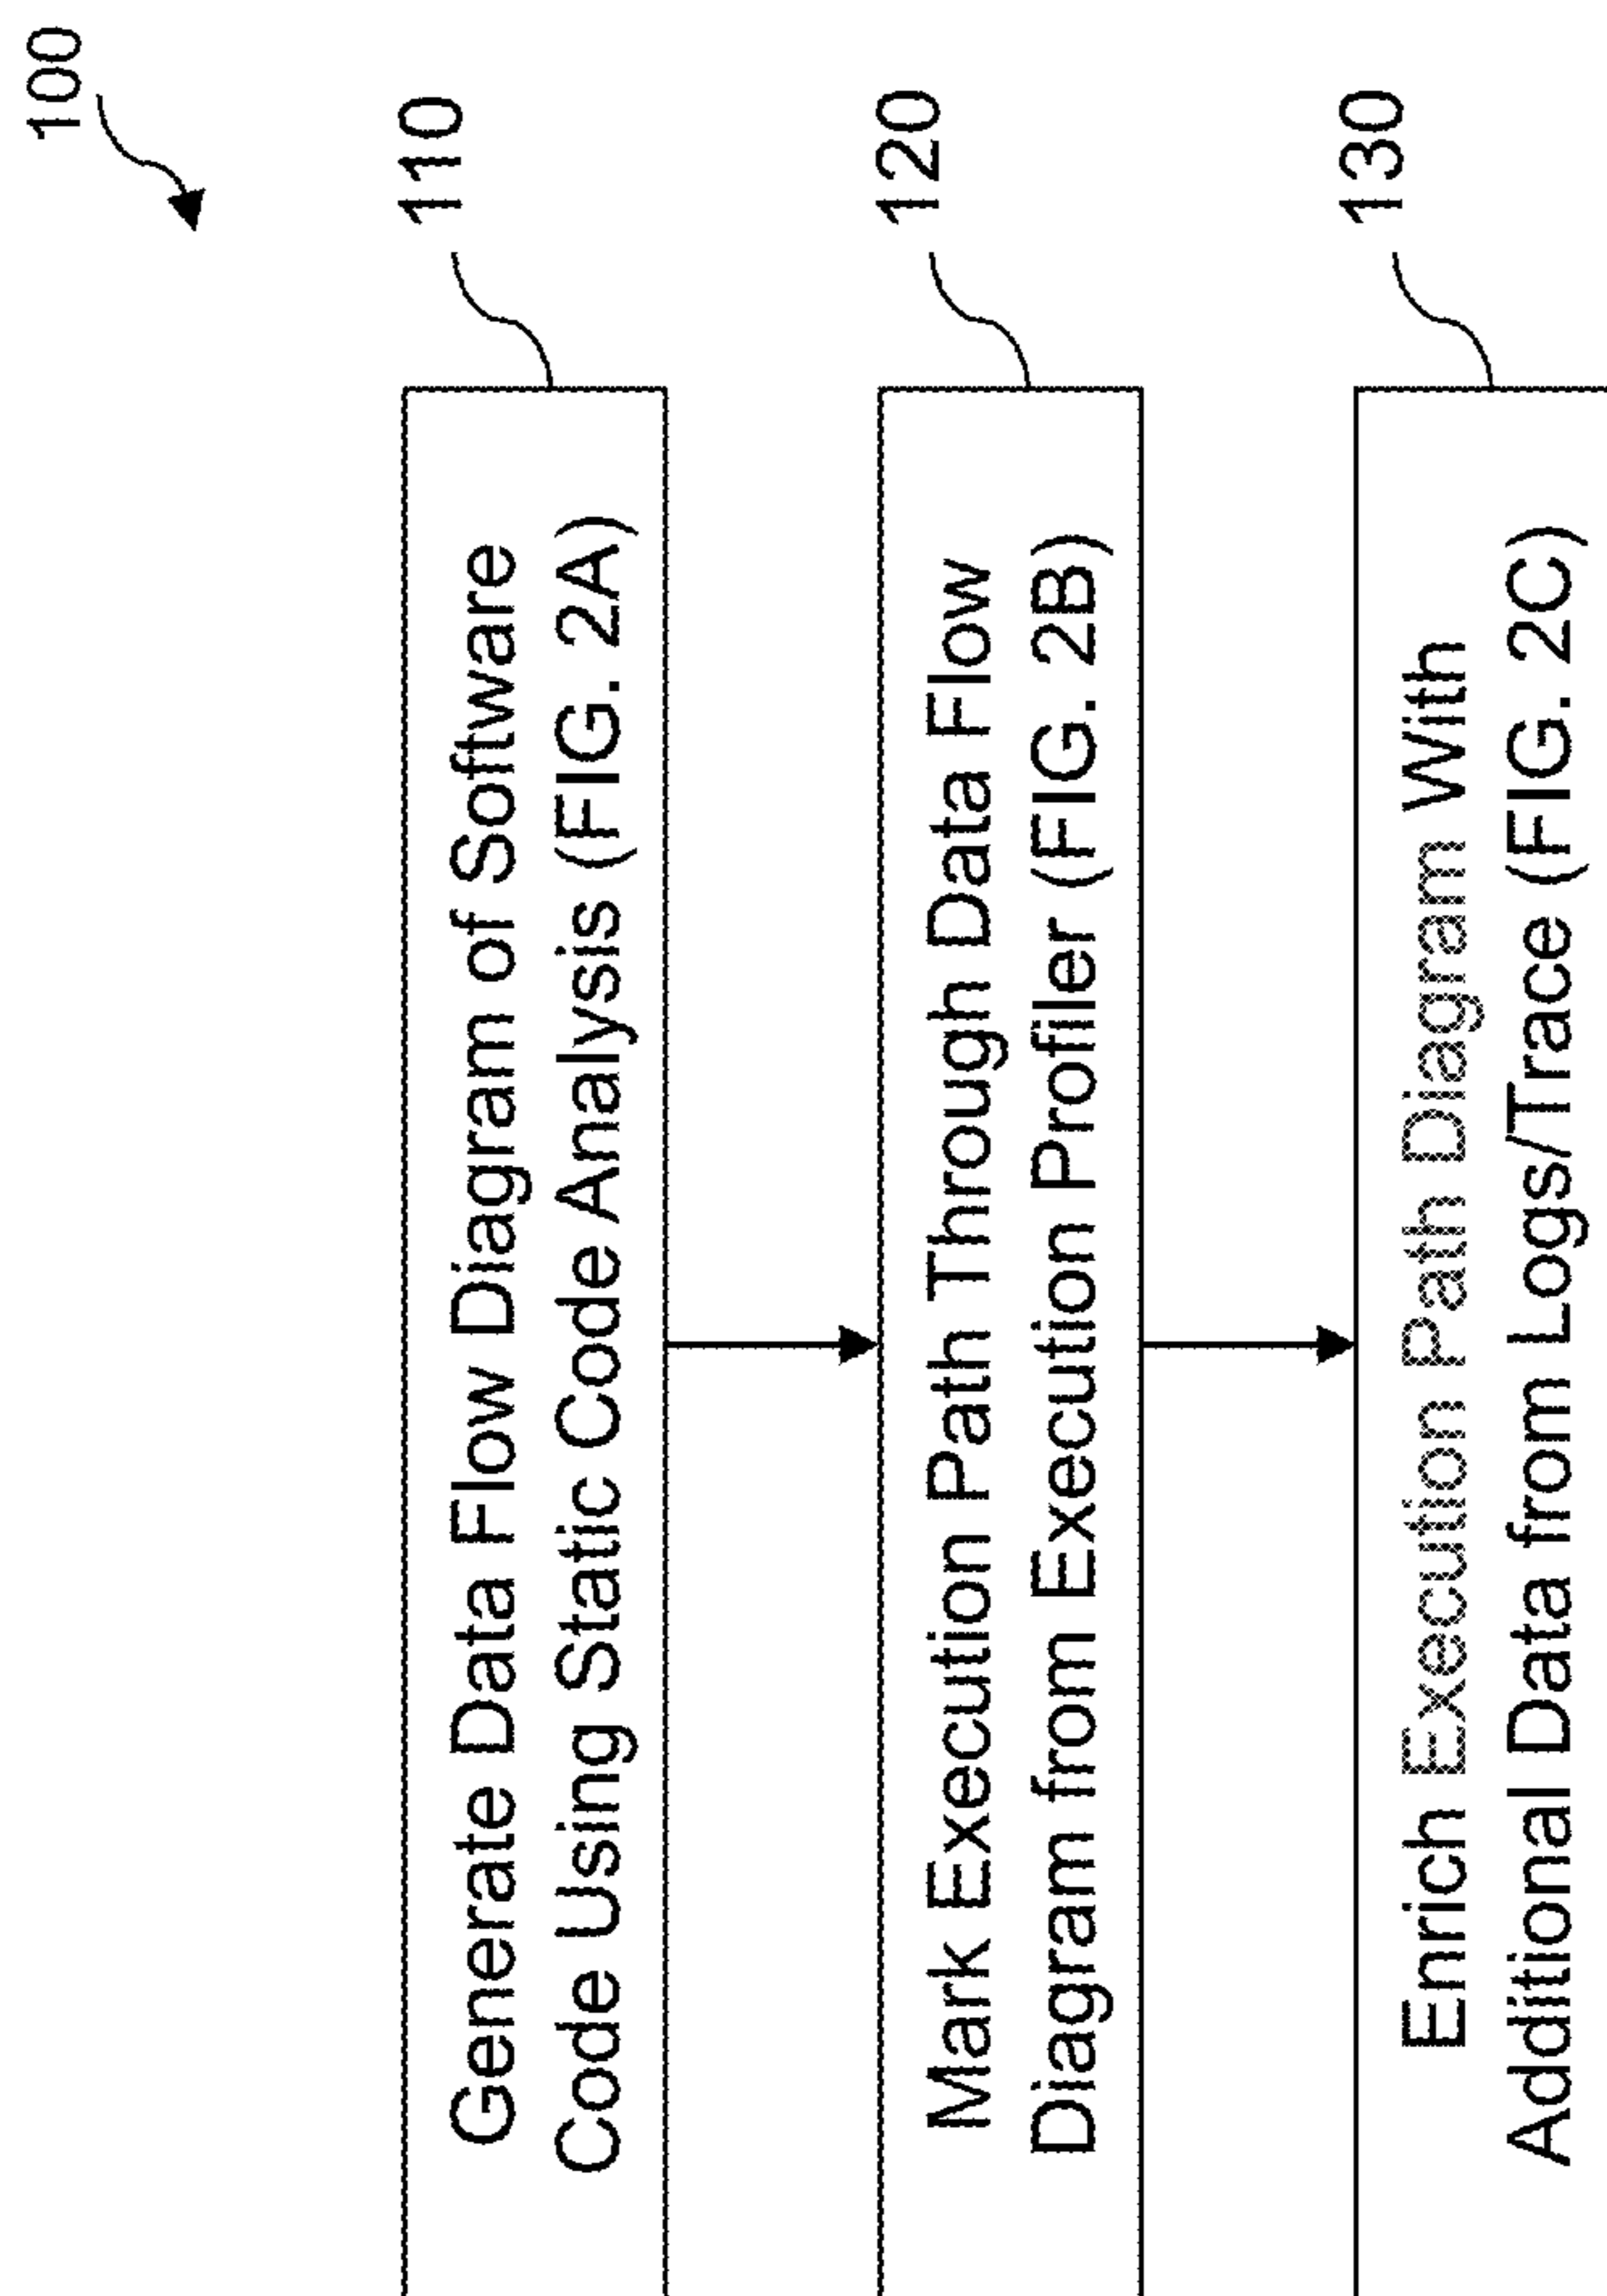 100
110
Generate Data Flow Diagram of Software
Code Using Static Code Analysis (FIG. 2A)
120
Mark Execution Path Through Data Flow
Diagram from Execution Profiler (FIG. 2B)
130
Enrich Execution Path Diagram With
Additional Data from Logs/Trace (FIG. 2C)